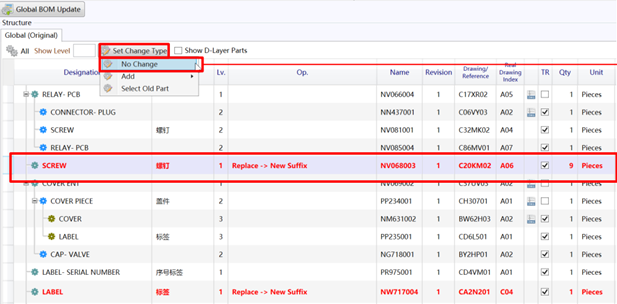 Global BOM Update
Structure
Global (Original)
All Show Level Set Change Type Show D-Layer Parts
No Change
Add
Select Old Part
Designation Lv. Op. Name Revision Drawing/ Reference Real Drawing Index TR Qty Unit
RELAY- PCB 1 NV066004 1 C17XR02 A05 1 Pieces
CONNECTOR- PLUG 2 NN437001 1 C06VY03 A02 1 Pieces
SCREW 螺钉 2 NV081001 1 C32MK02 A04 1 Pieces
RELAY- PCB 2 NV085004 1 C86MV01 A07 1 Pieces
SCREW 螺钉 1 Replace -> New Suffix NV068003 1 C20KM02 A06 9 Pieces
COVER ENT 1 NV069002 1 C37OV03 A02 1 Pieces
COVER PIECE 盖件 2 PP234001 1 CH30701 A01 1 Pieces
COVER 3 NM631002 1 BW62H03 A02 1 Pieces
LABEL 标签 3 PP235001 1 CD6L501 A01 1 Pieces
CAP- VALVE 2 NG718001 1 BY2HP01 A02 1 Pieces
LABEL- SERIAL NUMBER 序号标签 1 PR975001 1 CD4VM01 A01 1 Pieces
LABEL 标签 1 Replace -> New Suffix NW717004 1 CA2N201 C04 1 Pieces